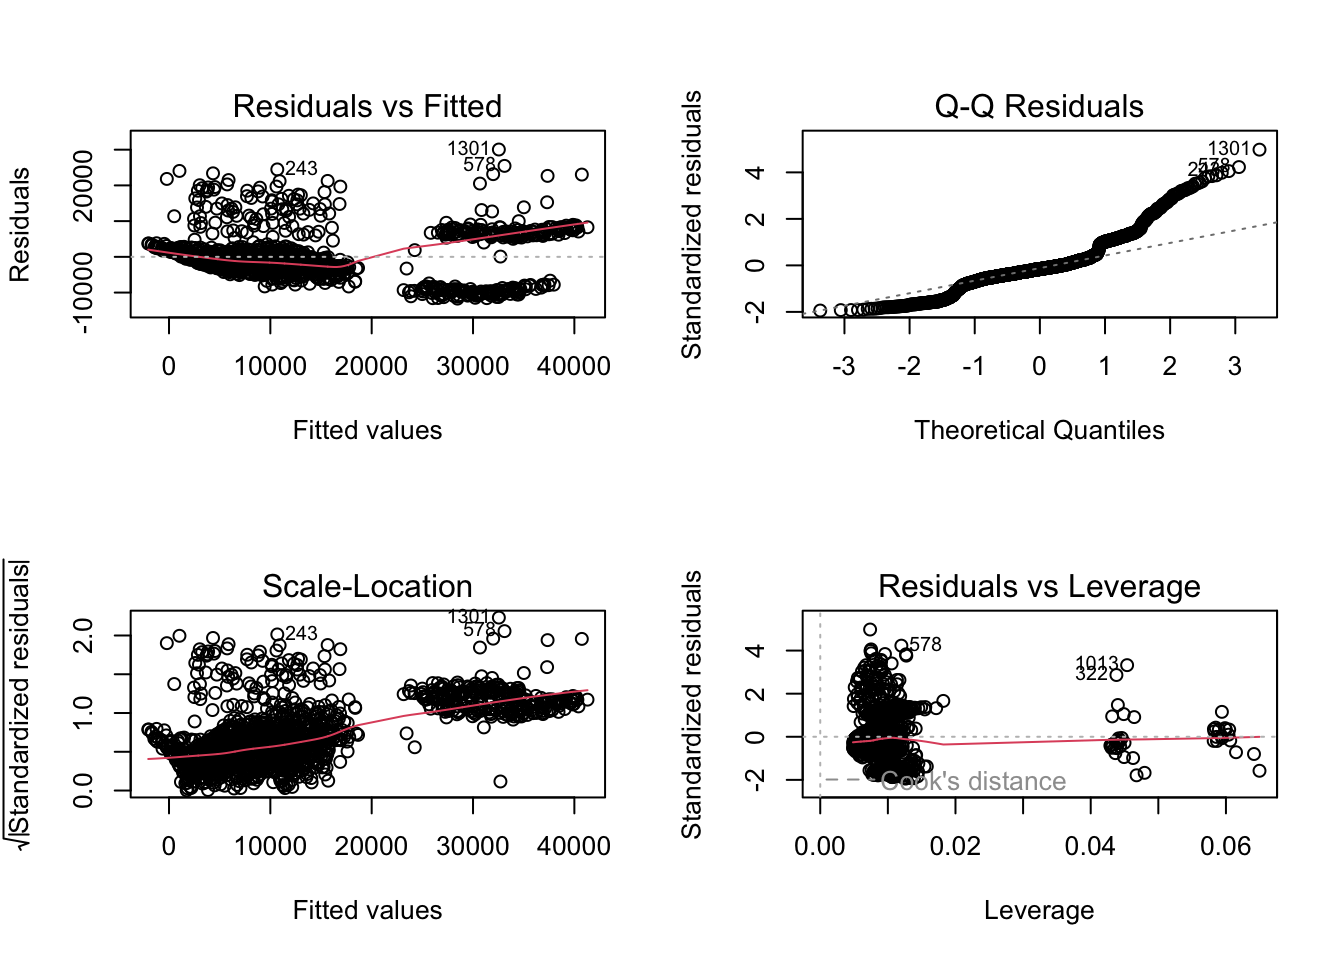 Residuals vs Fitted
Residuals
20000
-10000
1301
578
243
0 10000 20000 30000 40000
Fitted values
Q-Q Residuals
Standardized residuals
4
2
0
-2
1301
578
243
-3 -2 -1 0 1 2 3
Theoretical Quantiles
Scale-Location
√|Standardized residuals|
2.0
1.0
0.0
1301
578
243
0 10000 20000 30000 40000
Fitted values
Residuals vs Leverage
Standardized residuals
4
2
0
-2
578
1013
322
Cook's distance
0.00 0.02 0.04 0.06
Leverage